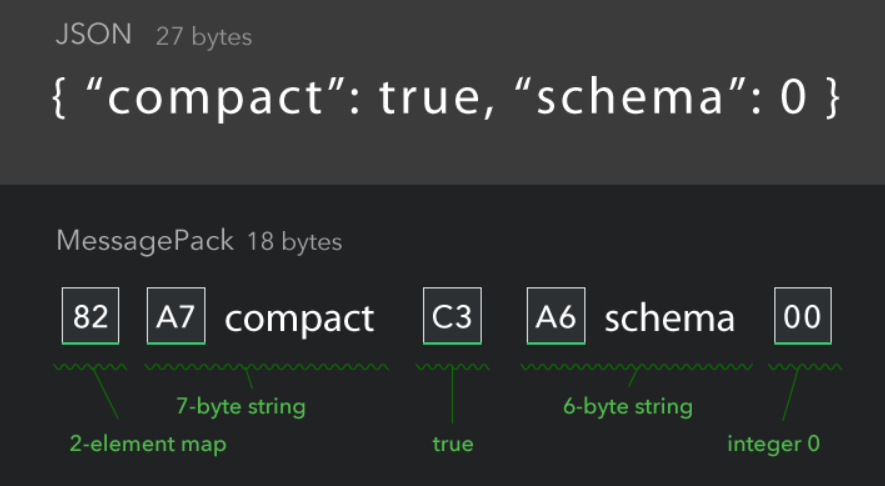 JSON 27 bytes
{ “compact”: true, “schema”: 0 }
MessagePack 18 bytes
82 A7 compact C3 A6 schema 00
7-byte string 6-byte string
2-element map true integer 0